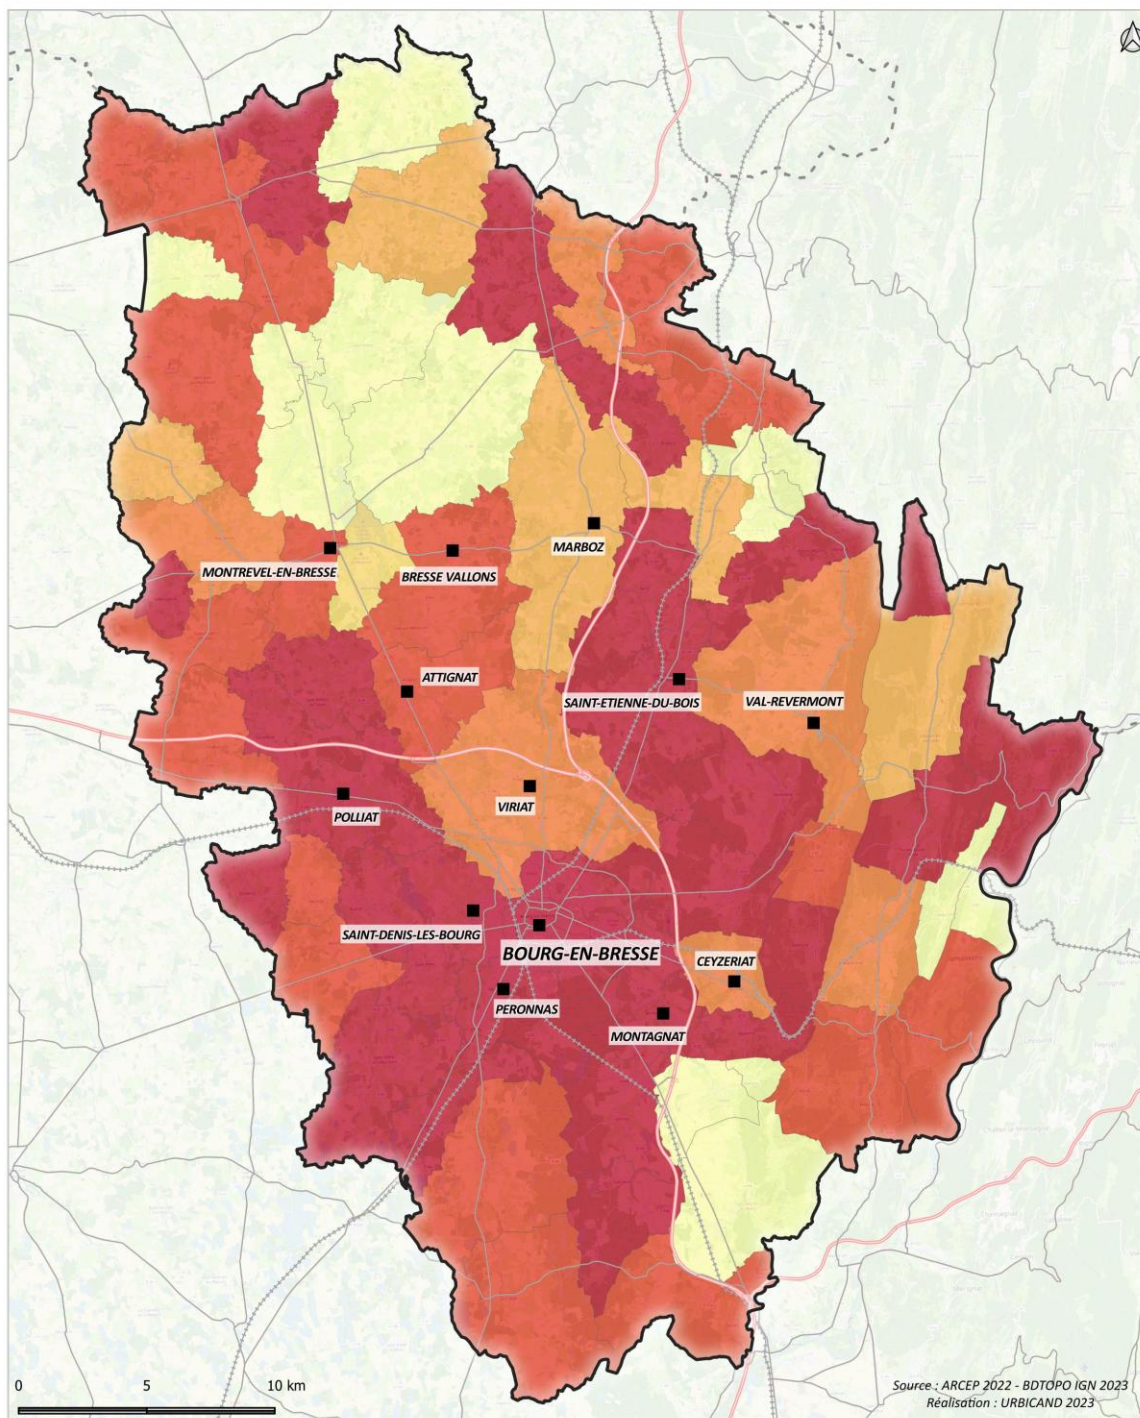 MONTREVEL-EN-BRESSE
BRESSE VALLONS
MARBOZ
ATTIGNAT
SAINT-ETIENNE-DU-BOIS
VAL-REVERMONT
VIRIAT
POLLIAT
SAINT-DENIS-LES-BOURG
BOURG-EN-BRESSE
CEYZERIAT
PERONNAS
MONTAGNAT
0 5 10 km
Source : ARCEP 2022 - BDTOPO IGN 2023
Réalisation : URBICAND 2023